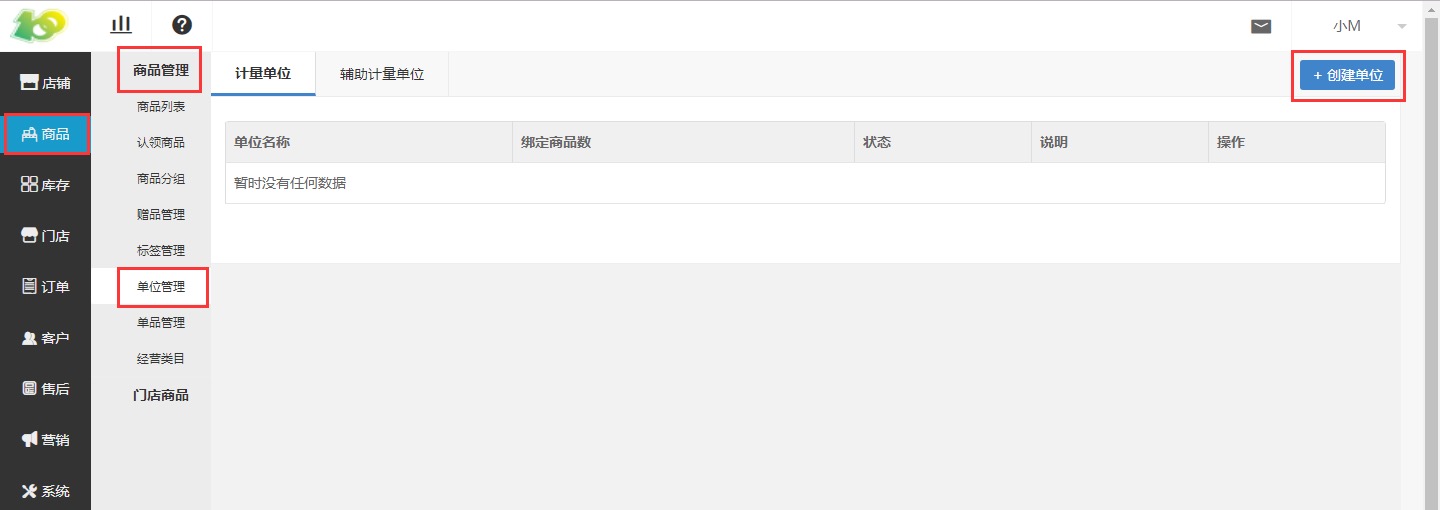 小M
店铺
商品
库存
门店
订单
客户
售后
营销
系统
商品管理
商品列表
认领商品
商品分组
赠品管理
标签管理
单位管理
单品管理
经营类目
门店商品
计量单位 辅助计量单位 + 创建单位
单位名称 绑定商品数 状态 说明 操作
暂时没有任何数据